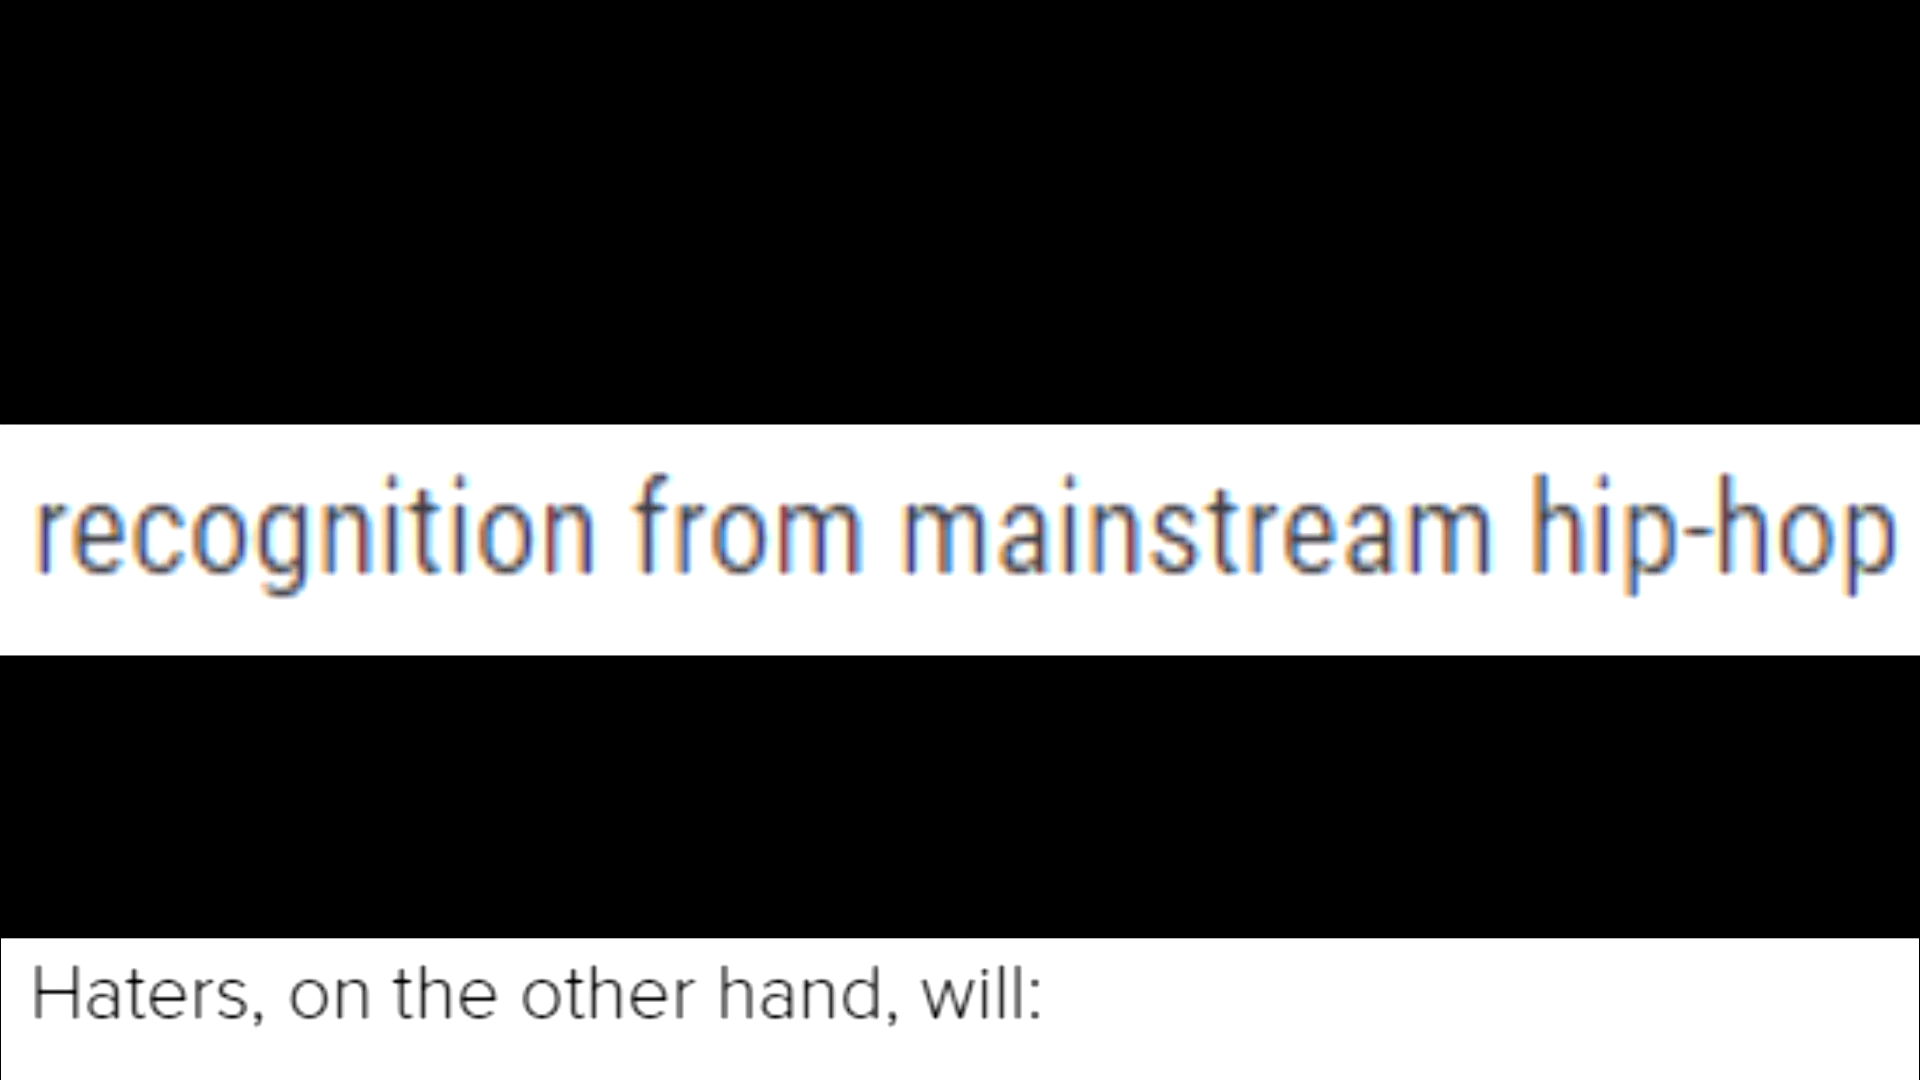 recognition from mainstream hip-hop
Haters, on the other hand, will: